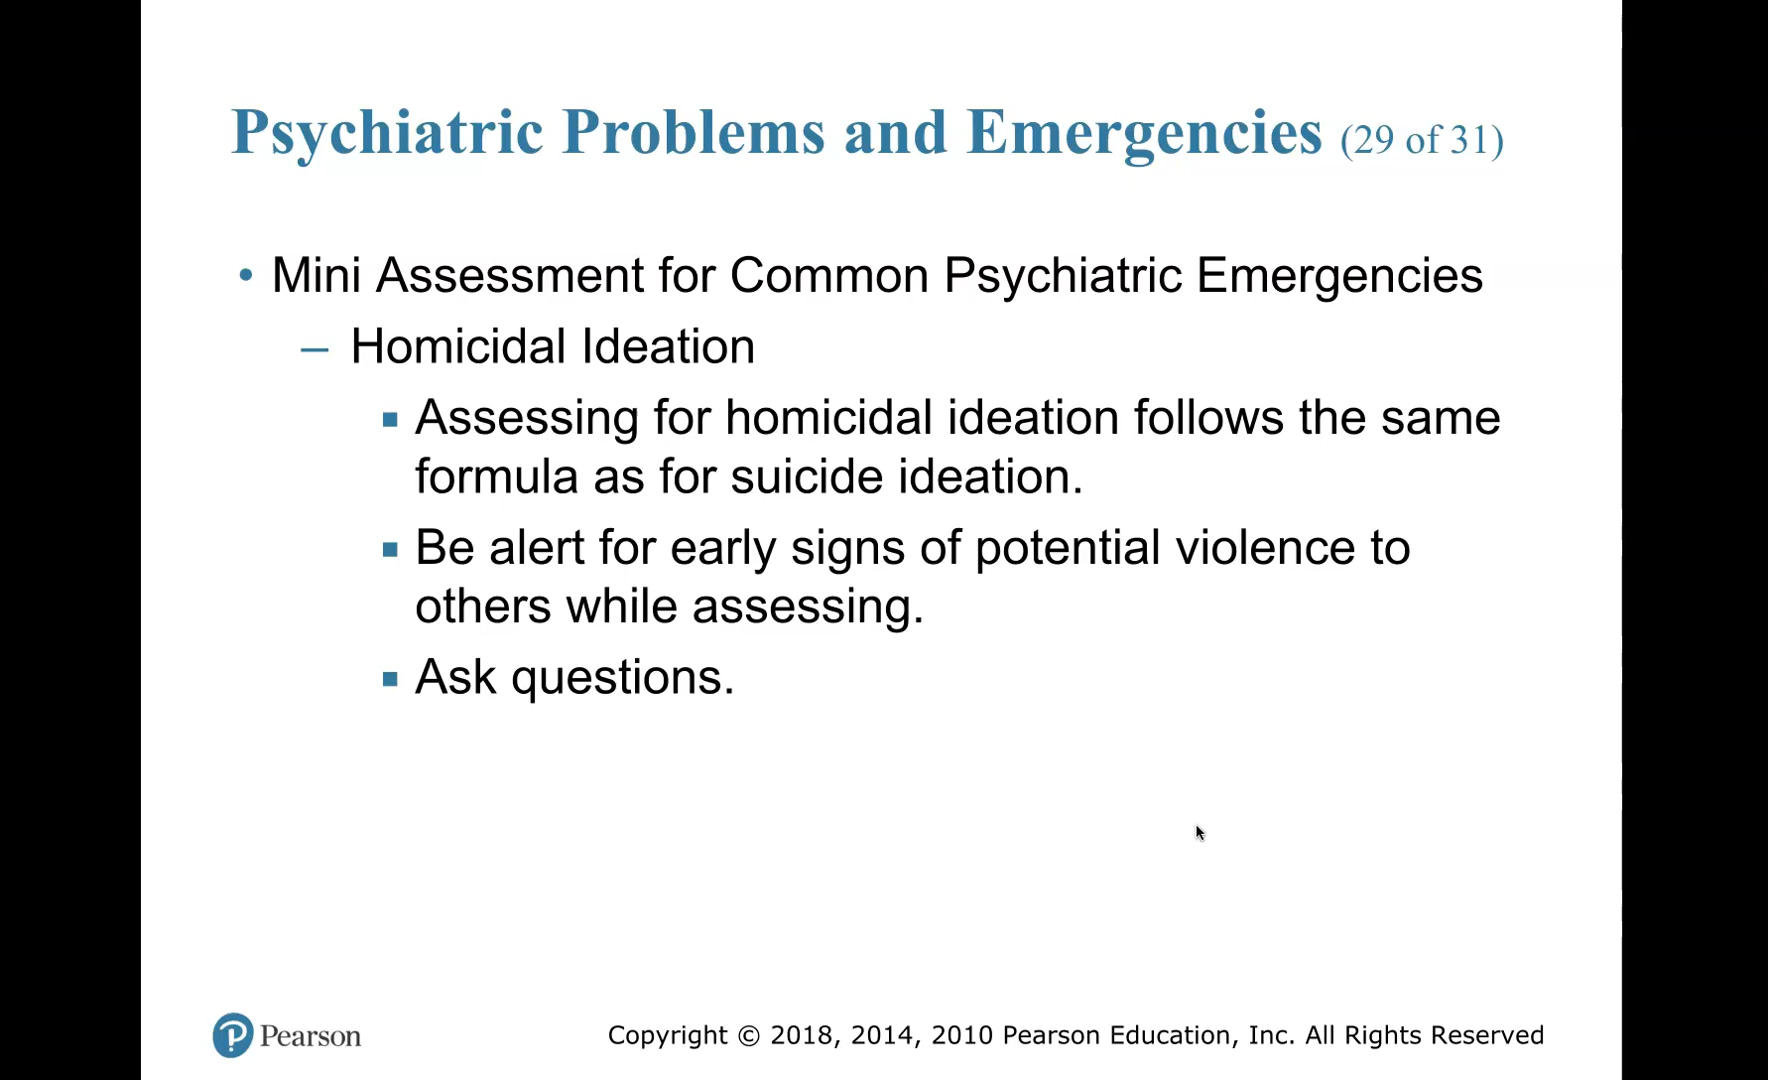 Psychiatric Problems and Emergencies (29 of 31)
• Mini Assessment for Common Psychiatric Emergencies
– Homicidal Ideation
▪ Assessing for homicidal ideation follows the same
formula as for suicide ideation.
▪ Be alert for early signs of potential violence to
others while assessing.
▪ Ask questions.
Pearson
Copyright © 2018, 2014, 2010 Pearson Education, Inc. All Rights Reserved